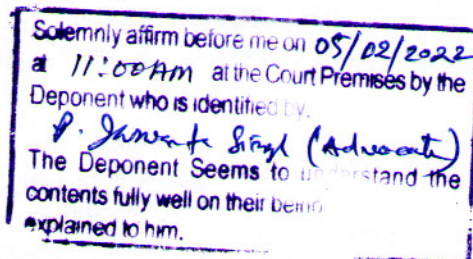 Solemnly affirm before me on 05/02/2022
at 11:00AM at the Court Premises by the
Deponent who is identified by,
P. Singh (Advocate)
The Deponent Seems to understand the
contents fully well on their being
explained to him.